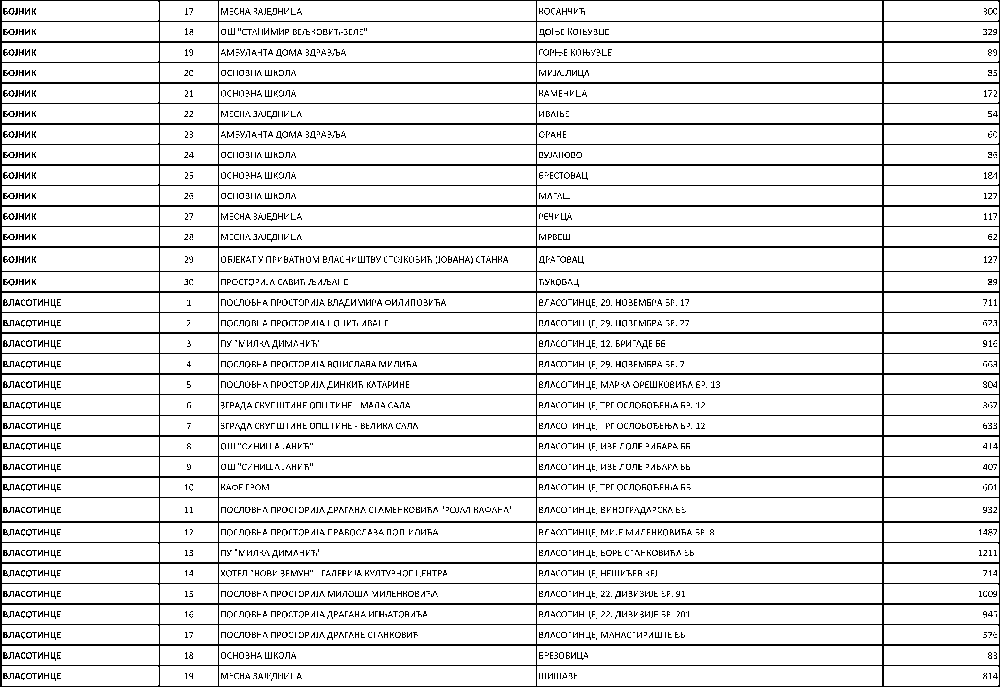 БОЈНИК 17 МЕСНА ЗАЈЕДНИЦА КОСАНЧИЋ 300
БОЈНИК 18 ОШ "СТАНИМИР ВЕЉКОВИЋ-ЗЕЛЕ" ДОЊЕ КОЊУВЦЕ 329
БОЈНИК 19 АМБУЛАНТА ДОМА ЗДРАВЉА ГОРЊЕ КОЊУВЦЕ 89
БОЈНИК 20 ОСНОВНА ШКОЛА МИЈАЈЛИЦА 85
БОЈНИК 21 ОСНОВНА ШКОЛА КАМЕНИЦА 172
БОЈНИК 22 МЕСНА ЗАЈЕДНИЦА ИВАЊЕ 54
БОЈНИК 23 АМБУЛАНТА ДОМА ЗДРАВЉА ОРАНЕ 60
БОЈНИК 24 ОСНОВНА ШКОЛА ВУЈАНОВО 86
БОЈНИК 25 ОСНОВНА ШКОЛА БРЕСТОВАЦ 184
БОЈНИК 26 ОСНОВНА ШКОЛА МАГАШ 127
БОЈНИК 27 МЕСНА ЗАЈЕДНИЦА РЕЧИЦА 117
БОЈНИК 28 МЕСНА ЗАЈЕДНИЦА МРВЕШ 62
БОЈНИК 29 ОБЈЕКАТ У ПРИВАТНОМ ВЛАСНИШТВУ СТОЈКОВИЋ (ЈОВАНА) СТАНКА ДРАГОВАЦ 127
БОЈНИК 30 ПРОСТОРИЈА САВИЋ ЉИЉАНЕ ЋУКОВАЦ 89
ВЛАСОТИНЦЕ 1 ПОСЛОВНА ПРОСТОРИЈА ВЛАДИМИРА ФИЛИПОВИЋА ВЛАСОТИНЦЕ, 29. НОВЕМБРА БР. 17 711
ВЛАСОТИНЦЕ 2 ПОСЛОВНА ПРОСТОРИЈА ЦОНИЋ ИВАНЕ ВЛАСОТИНЦЕ, 29. НОВЕМБРА БР. 27 623
ВЛАСОТИНЦЕ 3 ПУ "МИЛКА ДИМАНИЋ" ВЛАСОТИНЦЕ, 12. БРИГАДЕ ББ 916
ВЛАСОТИНЦЕ 4 ПОСЛОВНА ПРОСТОРИЈА ВОЈИСЛАВА МИЛИЋА ВЛАСОТИНЦЕ, 29. НОВЕМБРА БР. 7 663
ВЛАСОТИНЦЕ 5 ПОСЛОВНА ПРОСТОРИЈА ДИНКИЋ КАТАРИНЕ ВЛАСОТИНЦЕ, МАРКА ОРЕШКОВИЋА БР. 13 804
ВЛАСОТИНЦЕ 6 ЗГРАДА СКУПШТИНЕ ОПШТИНЕ - МАЛА САЛА ВЛАСОТИНЦЕ, ТРГ ОСЛОБОЂЕЊА БР. 12 367
ВЛАСОТИНЦЕ 7 ЗГРАДА СКУПШТИНЕ ОПШТИНЕ - ВЕЛИКА САЛА ВЛАСОТИНЦЕ, ТРГ ОСЛОБОЂЕЊА БР. 12 633
ВЛАСОТИНЦЕ 8 ОШ "СИНИША ЈАНИЋ" ВЛАСОТИНЦЕ, ИВЕ ЛОЛЕ РИБАРА ББ 414
ВЛАСОТИНЦЕ 9 ОШ "СИНИША ЈАНИЋ" ВЛАСОТИНЦЕ, ИВЕ ЛОЛЕ РИБАРА ББ 407
ВЛАСОТИНЦЕ 10 КАФЕ ГРОМ ВЛАСОТИНЦЕ, ТРГ ОСЛОБОЂЕЊА ББ 601
ВЛАСОТИНЦЕ 11 ПОСЛОВНА ПРОСТОРИЈА ДРАГАНА СТАМЕНКОВИЋА "РОЈАЛ КАФАНА" ВЛАСОТИНЦЕ, ВИНОГРАДАРСКА ББ 932
ВЛАСОТИНЦЕ 12 ПОСЛОВНА ПРОСТОРИЈА ПРАВОСЛАВА ПОП-ИЛИЋА ВЛАСОТИНЦЕ, МИЈЕ МИЛЕНКОВИЋА БР. 8 1487
ВЛАСОТИНЦЕ 13 ПУ "МИЛКА ДИМАНИЋ" ВЛАСОТИНЦЕ, БОРЕ СТАНКОВИЋА ББ 1211
ВЛАСОТИНЦЕ 14 ХОТЕЛ "НОВИ ЗЕМУН" - ГАЛЕРИЈА КУЛТУРНОГ ЦЕНТРА ВЛАСОТИНЦЕ, НЕШИЋЕВ КЕЈ 714
ВЛАСОТИНЦЕ 15 ПОСЛОВНА ПРОСТОРИЈА МИЛОША МИЛЕНКОВИЋА ВЛАСОТИНЦЕ, 22. ДИВИЗИЈЕ БР. 91 1009
ВЛАСОТИНЦЕ 16 ПОСЛОВНА ПРОСТОРИЈА ДРАГАНА ИГЊАТОВИЋА ВЛАСОТИНЦЕ, 22. ДИВИЗИЈЕ БР. 201 945
ВЛАСОТИНЦЕ 17 ПОСЛОВНА ПРОСТОРИЈА ДРАГАНЕ СТАНКОВИЋ ВЛАСОТИНЦЕ, МАНАСТИРИШТЕ ББ 576
ВЛАСОТИНЦЕ 18 ОСНОВНА ШКОЛА БРЕЗОВИЦА 83
ВЛАСОТИНЦЕ 19 МЕСНА ЗАЈЕДНИЦА ШИШАВЕ 814